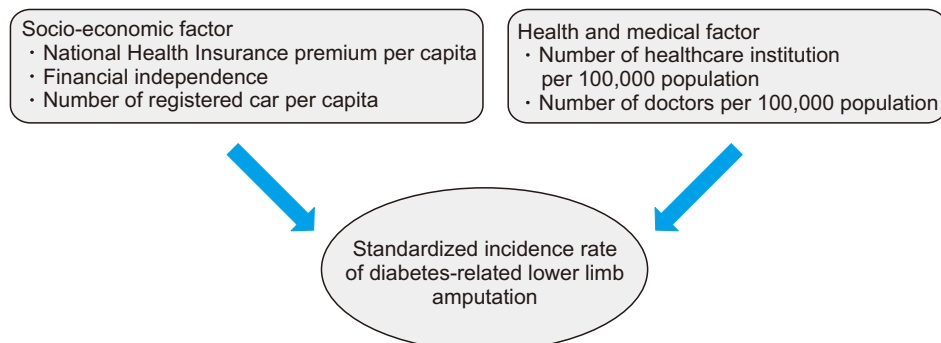 Socio-economic factor
· National Health Insurance premium per capita
· Financial independence
· Number of registered car per capita
Health and medical factor
· Number of healthcare institution
per 100,000 population
· Number of doctors per 100,000 population
Standardized incidence rate
of diabetes-related lower limb
amputation